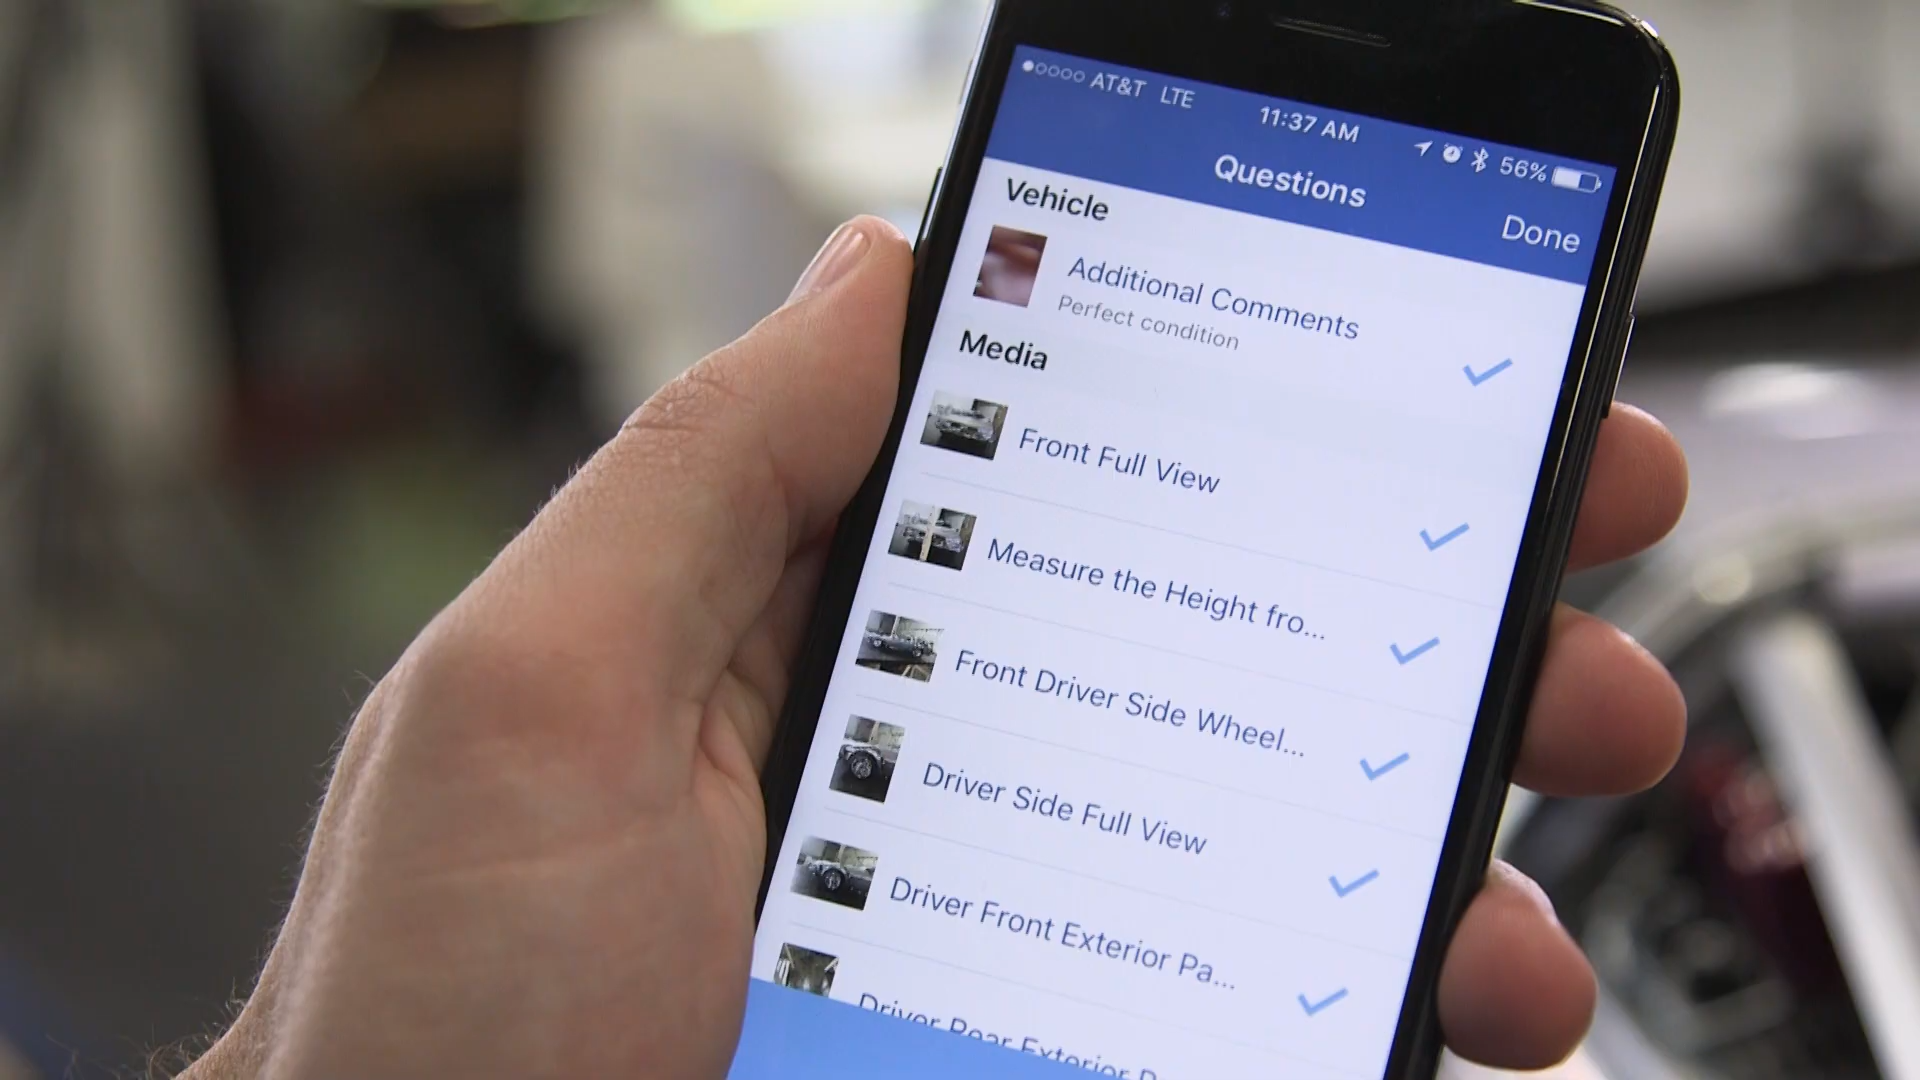 AT&T LTE 11:37 AM 56%
Questions
Done
Vehicle
Additional Comments
Perfect condition
Media
Front Full View
Measure the Height fro...
Front Driver Side Wheel...
Driver Side Full View
Driver Front Exterior Pa...
Driver Rear Exterior P